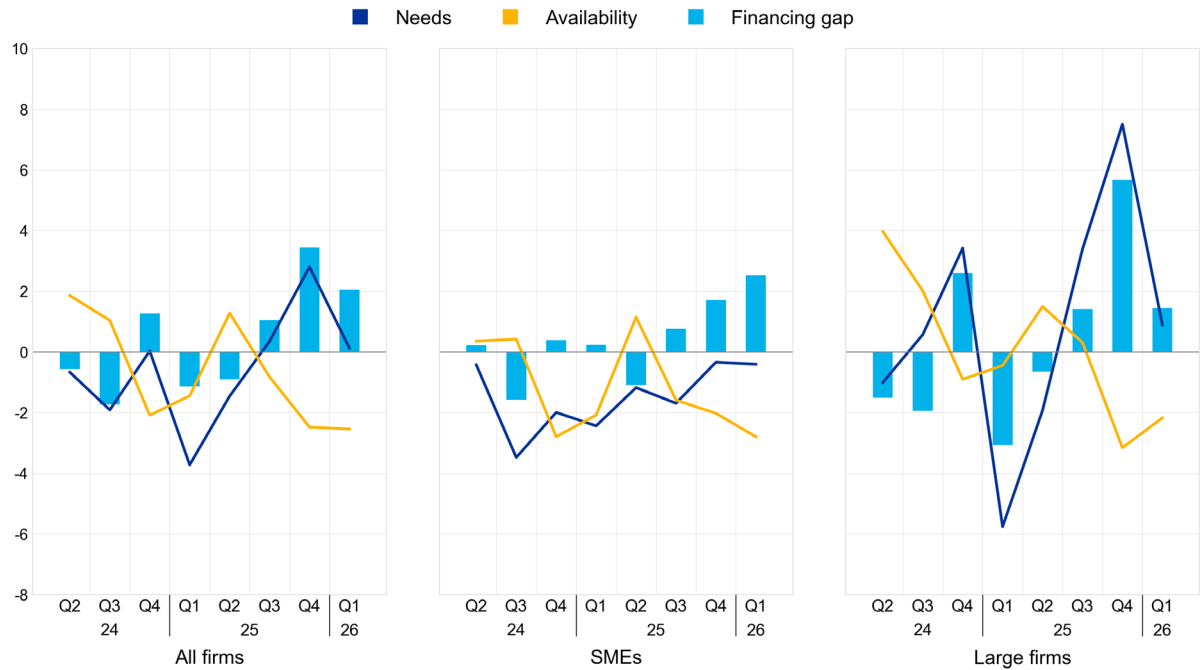 Needs Availability Financing gap
10
8
6
4
2
0
-2
-4
-6
-8
Q2 Q3 Q4 Q1 Q2 Q3 Q4 Q1 Q2 Q3 Q4 Q1 Q2 Q3 Q4 Q1 Q2 Q3 Q4 Q1 Q2 Q3 Q4 Q1
24 25 26 24 25 26 24 25 26
All firms SMEs Large firms